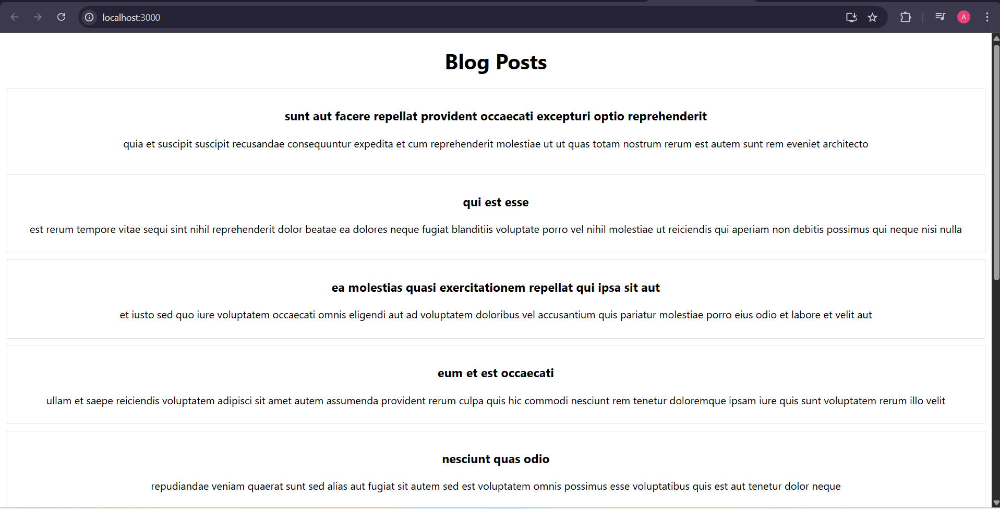 localhost:3000
A
Blog Posts
sunt aut facere repellat provident occaecati excepturi optio reprehenderit
quia et suscipit suscipit recusandae consequuntur expedita et cum reprehenderit molestiae ut ut quas totam nostrum rerum est autem sunt rem eveniet architecto
qui est esse
est rerum tempore vitae sequi sint nihil reprehenderit dolor beatae ea dolores neque fugiat blanditiis voluptate porro vel nihil molestiae ut reiciendis qui aperiam non debitis possimus qui neque nisi nulla
ea molestias quasi exercitationem repellat qui ipsa sit aut
et iusto sed quo iure voluptatem occaecati omnis eligendi aut ad voluptatem doloribus vel accusantium quis pariatur molestiae porro eius odio et labore et velit aut
eum et est occaecati
ullam et saepe reiciendis voluptatem adipisci sit amet autem assumenda provident rerum culpa quis hic commodi nesciunt rem tenetur doloremque ipsam iure quis sunt voluptatem rerum illo velit
nesciunt quas odio
repudiandae veniam quaerat sunt sed alias aut fugiat sit autem sed est voluptatem omnis possimus esse voluptatibus quis est aut tenetur dolor neque